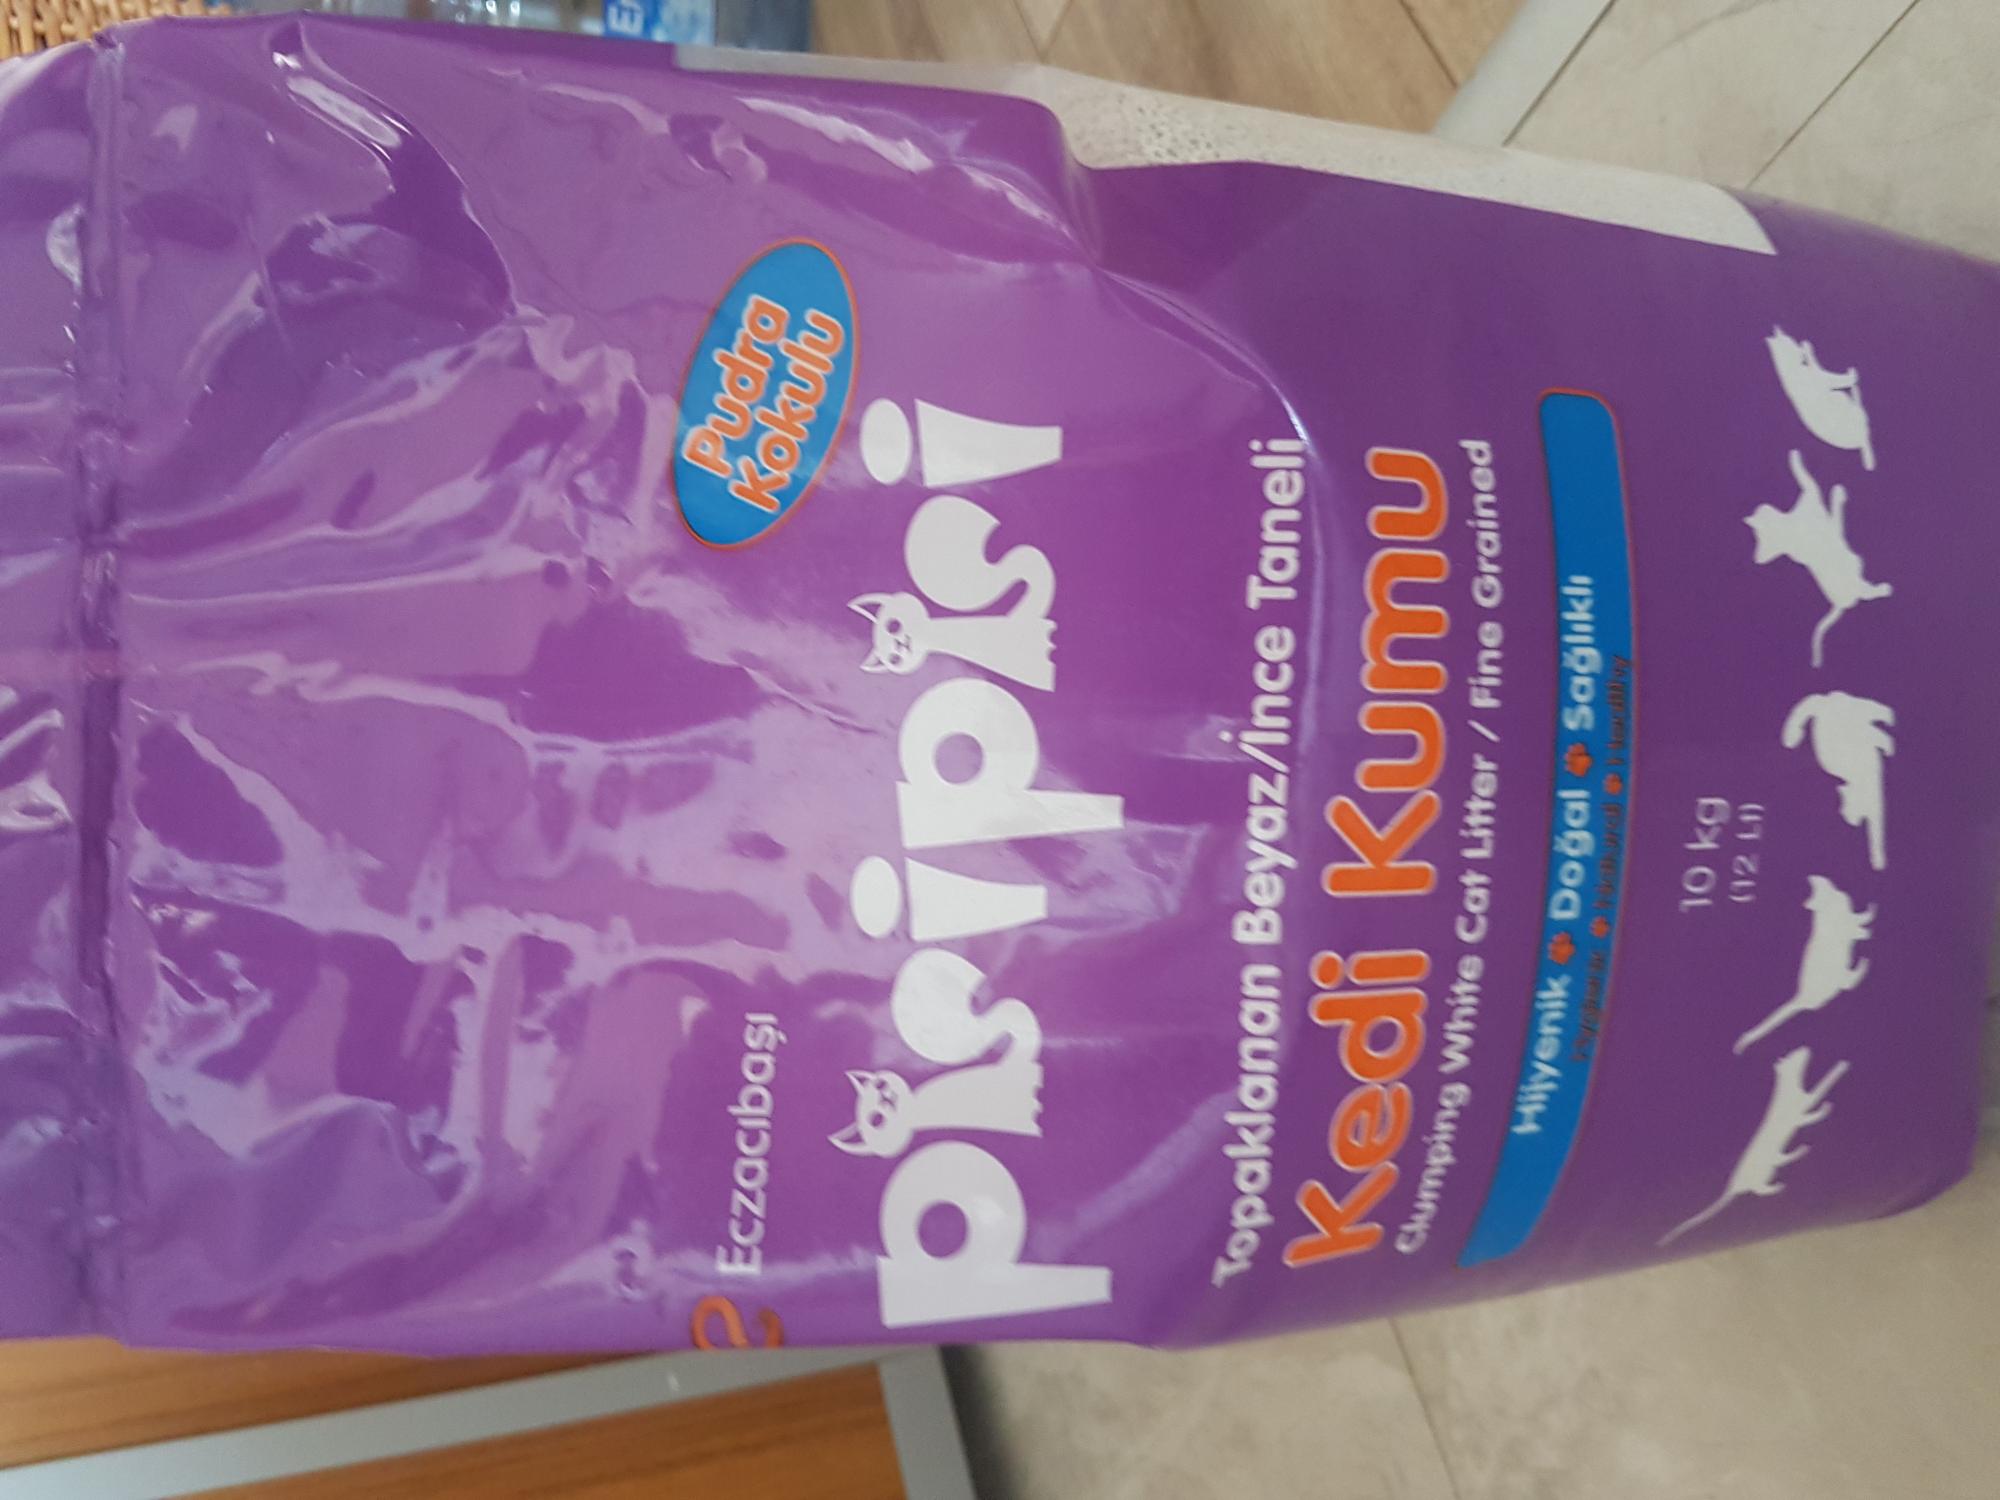 Eczacıbaşı
Pudra
Kokulu
pisipisi
Topaklanan Beyaz/İnce Taneli
Kedi Kumu
Clumping White Cat Litter / Fine Grained
Hijyenik Doğal Sağlıklı
Hygienic Natural Healthy
10 kg
(12 Lt)